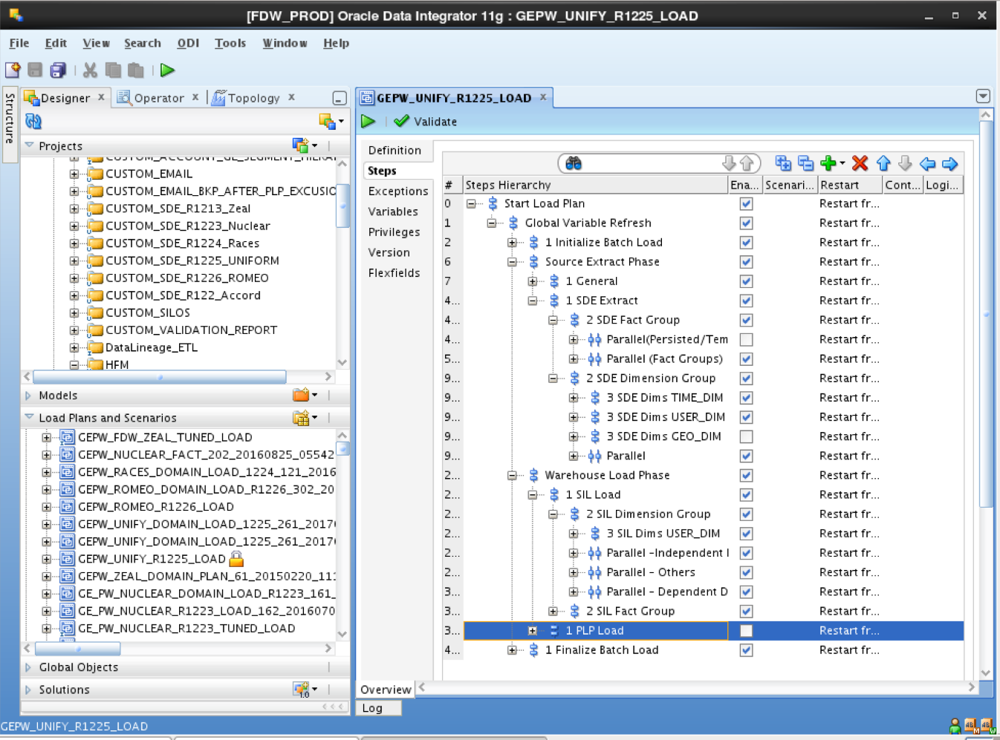 [FDW_PROD] Oracle Data Integrator 11g : GEPW_UNIFY_R1225_LOAD
File Edit View Search ODI Tools Window Help
Structure
Designer
Operator
Topology
Projects
CUSTOM_ACCOUNT_GL_SEGMENT_HIERA
CUSTOM_EMAIL
CUSTOM_EMAIL_BKP_AFTER_PLP_EXCUSIO
CUSTOM_SDE_R1213_Zeal
CUSTOM_SDE_R1223_Nuclear
CUSTOM_SDE_R1224_Races
CUSTOM_SDE_R1225_UNIFORM
CUSTOM_SDE_R1226_ROMEO
CUSTOM_SDE_R122_Accord
CUSTOM_SILOS
CUSTOM_VALIDATION_REPORT
DataLineage_ETL
HFM
Models
Load Plans and Scenarios
GEPW_FDW_ZEAL_TUNED_LOAD
GEPW_NUCLEAR_FACT_202_20160825_05542
GEPW_RACES_DOMAIN_LOAD_1224_121_2016
GEPW_ROMEO_DOMAIN_LOAD_R1226_302_20
GEPW_ROMEO_R1226_LOAD
GEPW_UNIFY_DOMAIN_LOAD_1225_261_2017
GEPW_UNIFY_DOMAIN_LOAD_1225_261_2017
GEPW_UNIFY_R1225_LOAD
GEPW_ZEAL_DOMAIN_PLAN_61_20150220_111
GE_PW_NUCLEAR_DOMAIN_LOAD_R1223_161_
GE_PW_NUCLEAR_R1223_LOAD_162_2016070
GE_PW_NUCLEAR_R1223_TUNED_LOAD
Global Objects
Solutions
GEPW_UNIFY_R1225_LOAD
Validate
Definition
Steps
Exceptions
Variables
Privileges
Version
Flexfields
# Steps Hierarchy Ena... Scenari... Restart Cont... Logi...
0 Start Load Plan Restart fr...
1 Global Variable Refresh Restart fr...
2 1 Initialize Batch Load Restart fr...
6 Source Extract Phase Restart fr...
7 1 General Restart fr...
4... 1 SDE Extract Restart fr...
4... 2 SDE Fact Group Restart fr...
4... Parallel(Persisted/Tem Restart fr...
5... Parallel (Fact Groups) Restart fr...
9... 2 SDE Dimension Group Restart fr...
9... 3 SDE Dims TIME_DIM Restart fr...
9... 3 SDE Dims USER_DIM Restart fr...
9... 3 SDE Dims GEO_DIM Restart fr...
9... Parallel Restart fr...
2... Warehouse Load Phase Restart fr...
2... 1 SIL Load Restart fr...
2... 2 SIL Dimension Group Restart fr...
2... 3 SIL Dims USER_DIM Restart fr...
2... Parallel -Independent I Restart fr...
2... Parallel - Others Restart fr...
3... Parallel - Dependent D Restart fr...
3... 2 SIL Fact Group Restart fr...
3... 1 PLP Load Restart fr...
4... 1 Finalize Batch Load Restart fr...
Overview
Log
GEPW_UNIFY_R1225_LOAD